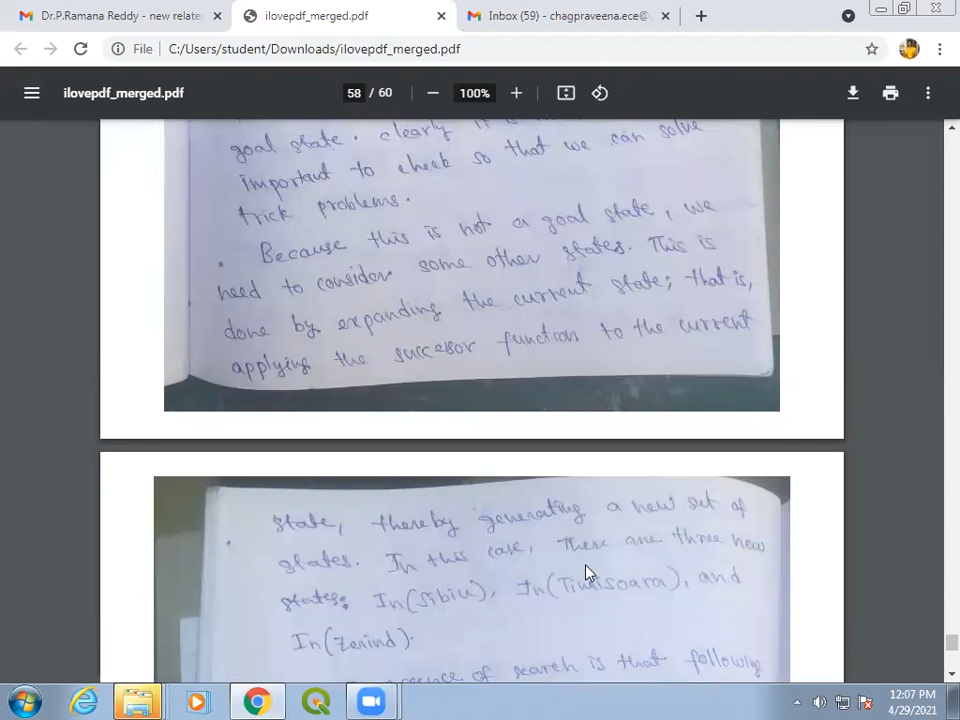 Dr.P.Ramana Reddy - new relate
ilovepdf_merged.pdf
Inbox (59) - chagpraveena.ece@
File
C:/Users/student/Downloads/ilovepdf_merged.pdf
ilovepdf_merged.pdf
58 / 60
100%
goal state. clearly it is
important to check so that we can solve
trick problems.
Because this is not a goal state, we
need to consider some other states. This is
done by expanding the current state; that is,
applying the successor function to the current
state, thereby generating a new set of
states. In this case, There are three new
states: In(Sibiu), In(Timisoara), and
In(Zerind).
of search is that following
12:07 PM
4/29/2021